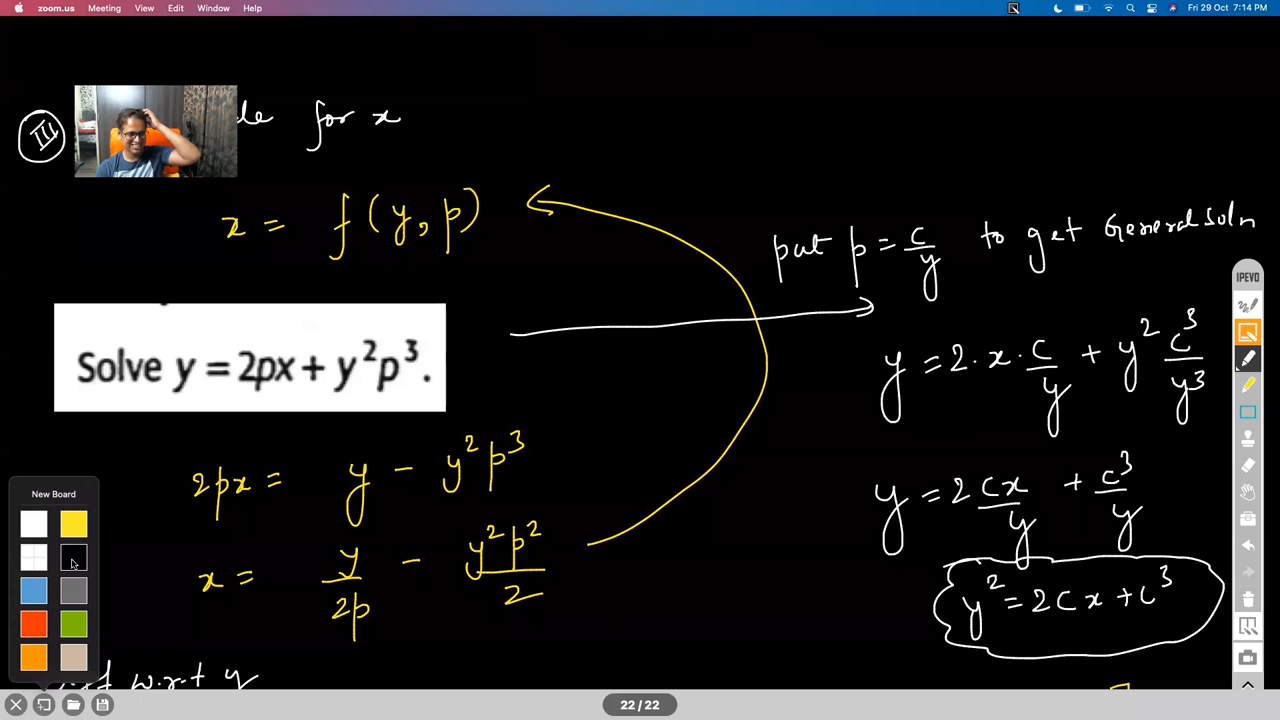 zoom.us Meeting View Edit Window Help Fri 29 Oct 7:14 PM
III for x
x = f(y, p)
Solve y = 2px + y²p³.
2px = y - y²p³
x = y/2p - y²p²/2
w.r.t y
put p = c/y to get General soln
y = 2·x·c/y + y² c³/y³
y = 2cx/y + c³/y
y² = 2cx + c³
IPEVO
New Board
22 / 22